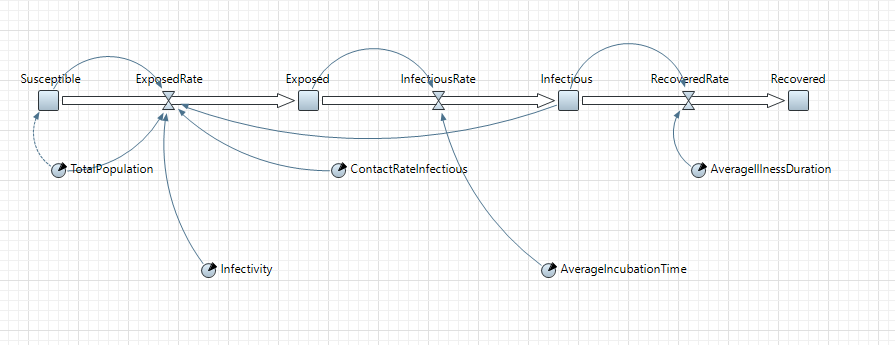 Susceptible
ExposedRate
Exposed
InfectiousRate
Infectious
RecoveredRate
Recovered
TotalPopulation
ContactRateInfectious
AverageIllnessDuration
Infectivity
AverageIncubationTime